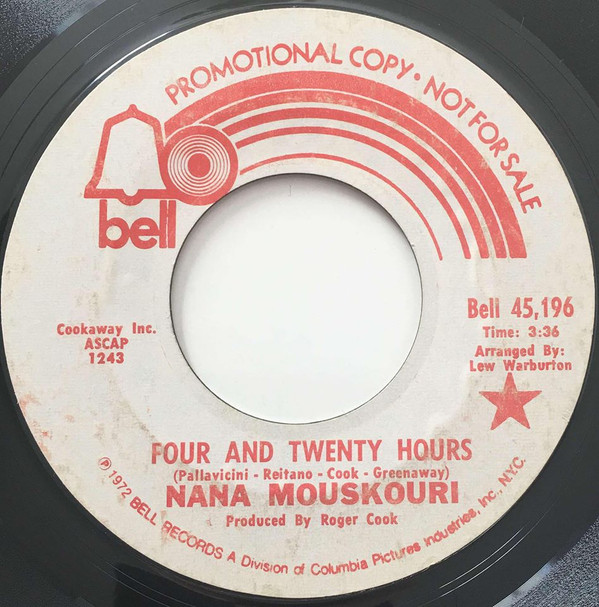 PROMOTIONAL COPY • NOT FOR SALE
bell
Cookaway Inc.
ASCAP
1243
Bell 45,196
Time: 3:36
Arranged By:
Lew Warburton
FOUR AND TWENTY HOURS
(Pallavicini - Reitano - Cook - Greenaway)
NANA MOUSKOURI
Produced By Roger Cook
℗ 1972 BELL RECORDS A Division of Columbia Pictures Industries, Inc., N.Y.C.